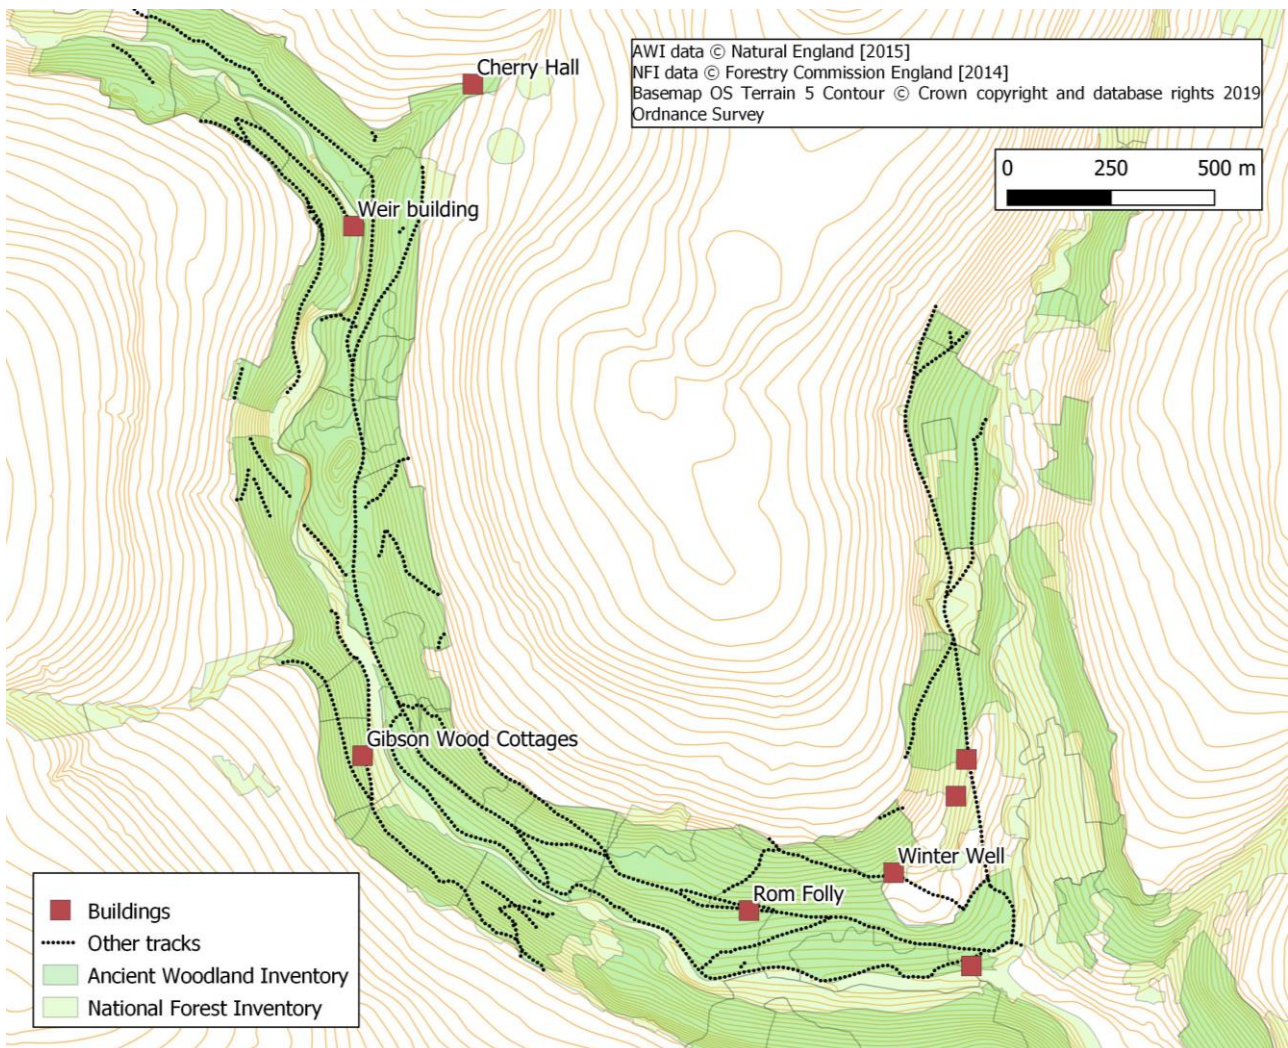 Cherry Hall
AWI data © Natural England [2015]
NFI data © Forestry Commission England [2014]
Basemap OS Terrain 5 Contour © Crown copyright and database rights 2019
Ordnance Survey
0 250 500 m
Weir building
Gibson Wood Cottages
Winter Well
Rom Folly
Buildings
Other tracks
Ancient Woodland Inventory
National Forest Inventory